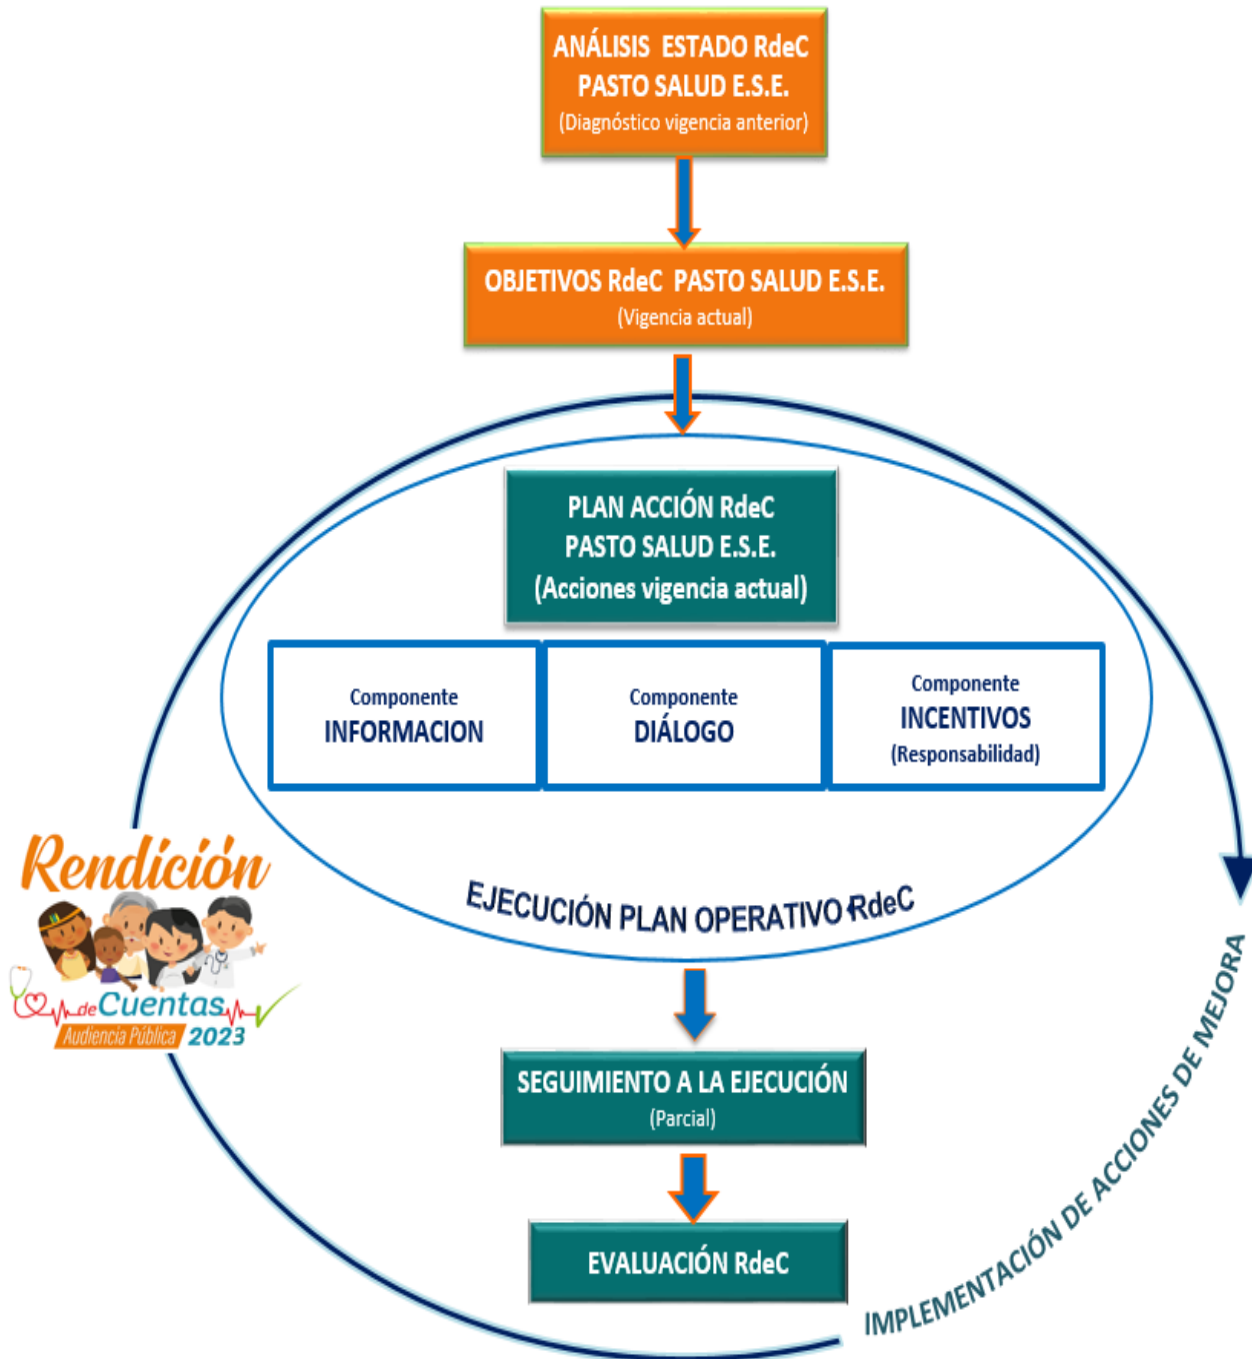 ANÁLISIS ESTADO RdeC
PASTO SALUD E.S.E.
(Diagnóstico vigencia anterior)
OBJETIVOS RdeC PASTO SALUD E.S.E.
(Vigencia actual)
PLAN ACCIÓN RdeC
PASTO SALUD E.S.E.
(Acciones vigencia actual)
Componente
INFORMACION
Componente
DIÁLOGO
Componente
INCENTIVOS
(Responsabilidad)
EJECUCIÓN PLAN OPERATIVO RdeC
Rendición
de Cuentas
Audiencia Pública 2023
SEGUIMIENTO A LA EJECUCIÓN
(Parcial)
EVALUACIÓN RdeC
IMPLEMENTACIÓN DE ACCIONES DE MEJORA